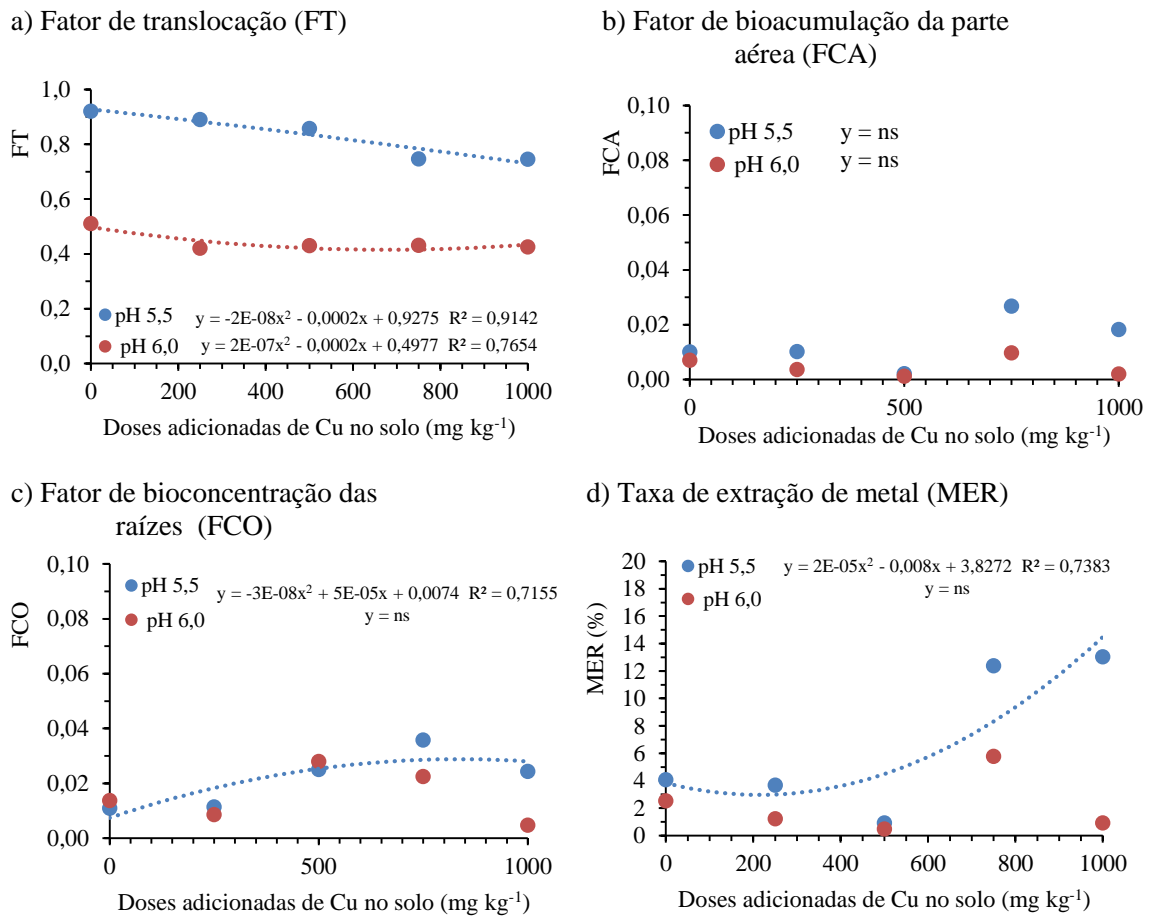 a) Fator de translocação (FT)
1,0
0,8
0,6
0,4
0,2
0,0
FT
pH 5,5 y = -2E-08x² - 0,0002x + 0,9275 R² = 0,9142
pH 6,0 y = 2E-07x² - 0,0002x + 0,4977 R² = 0,7654
0 200 400 600 800 1000
Doses adicionadas de Cu no solo (mg kg⁻¹)
b) Fator de bioacumulação da parte
aérea (FCA)
0,10
0,08
0,06
0,04
0,02
0,00
FCA
pH 5,5 y = ns
pH 6,0 y = ns
0 500 1000
Doses adicionadas de Cu no solo (mg kg⁻¹)
c) Fator de bioconcentração das
raízes (FCO)
0,10
0,08
0,06
0,04
0,02
0,00
FCO
pH 5,5 y = -3E-08x² + 5E-05x + 0,0074 R² = 0,7155
pH 6,0 y = ns
0 500 1000
Doses adicionadas de Cu no solo (mg kg⁻¹)
d) Taxa de extração de metal (MER)
20
18
16
14
12
10
8
6
4
2
0
MER (%)
pH 5,5 y = 2E-05x² - 0,008x + 3,8272 R² = 0,7383
pH 6,0 y = ns
0 200 400 600 800 1000
Doses adicionadas de Cu no solo (mg kg⁻¹)